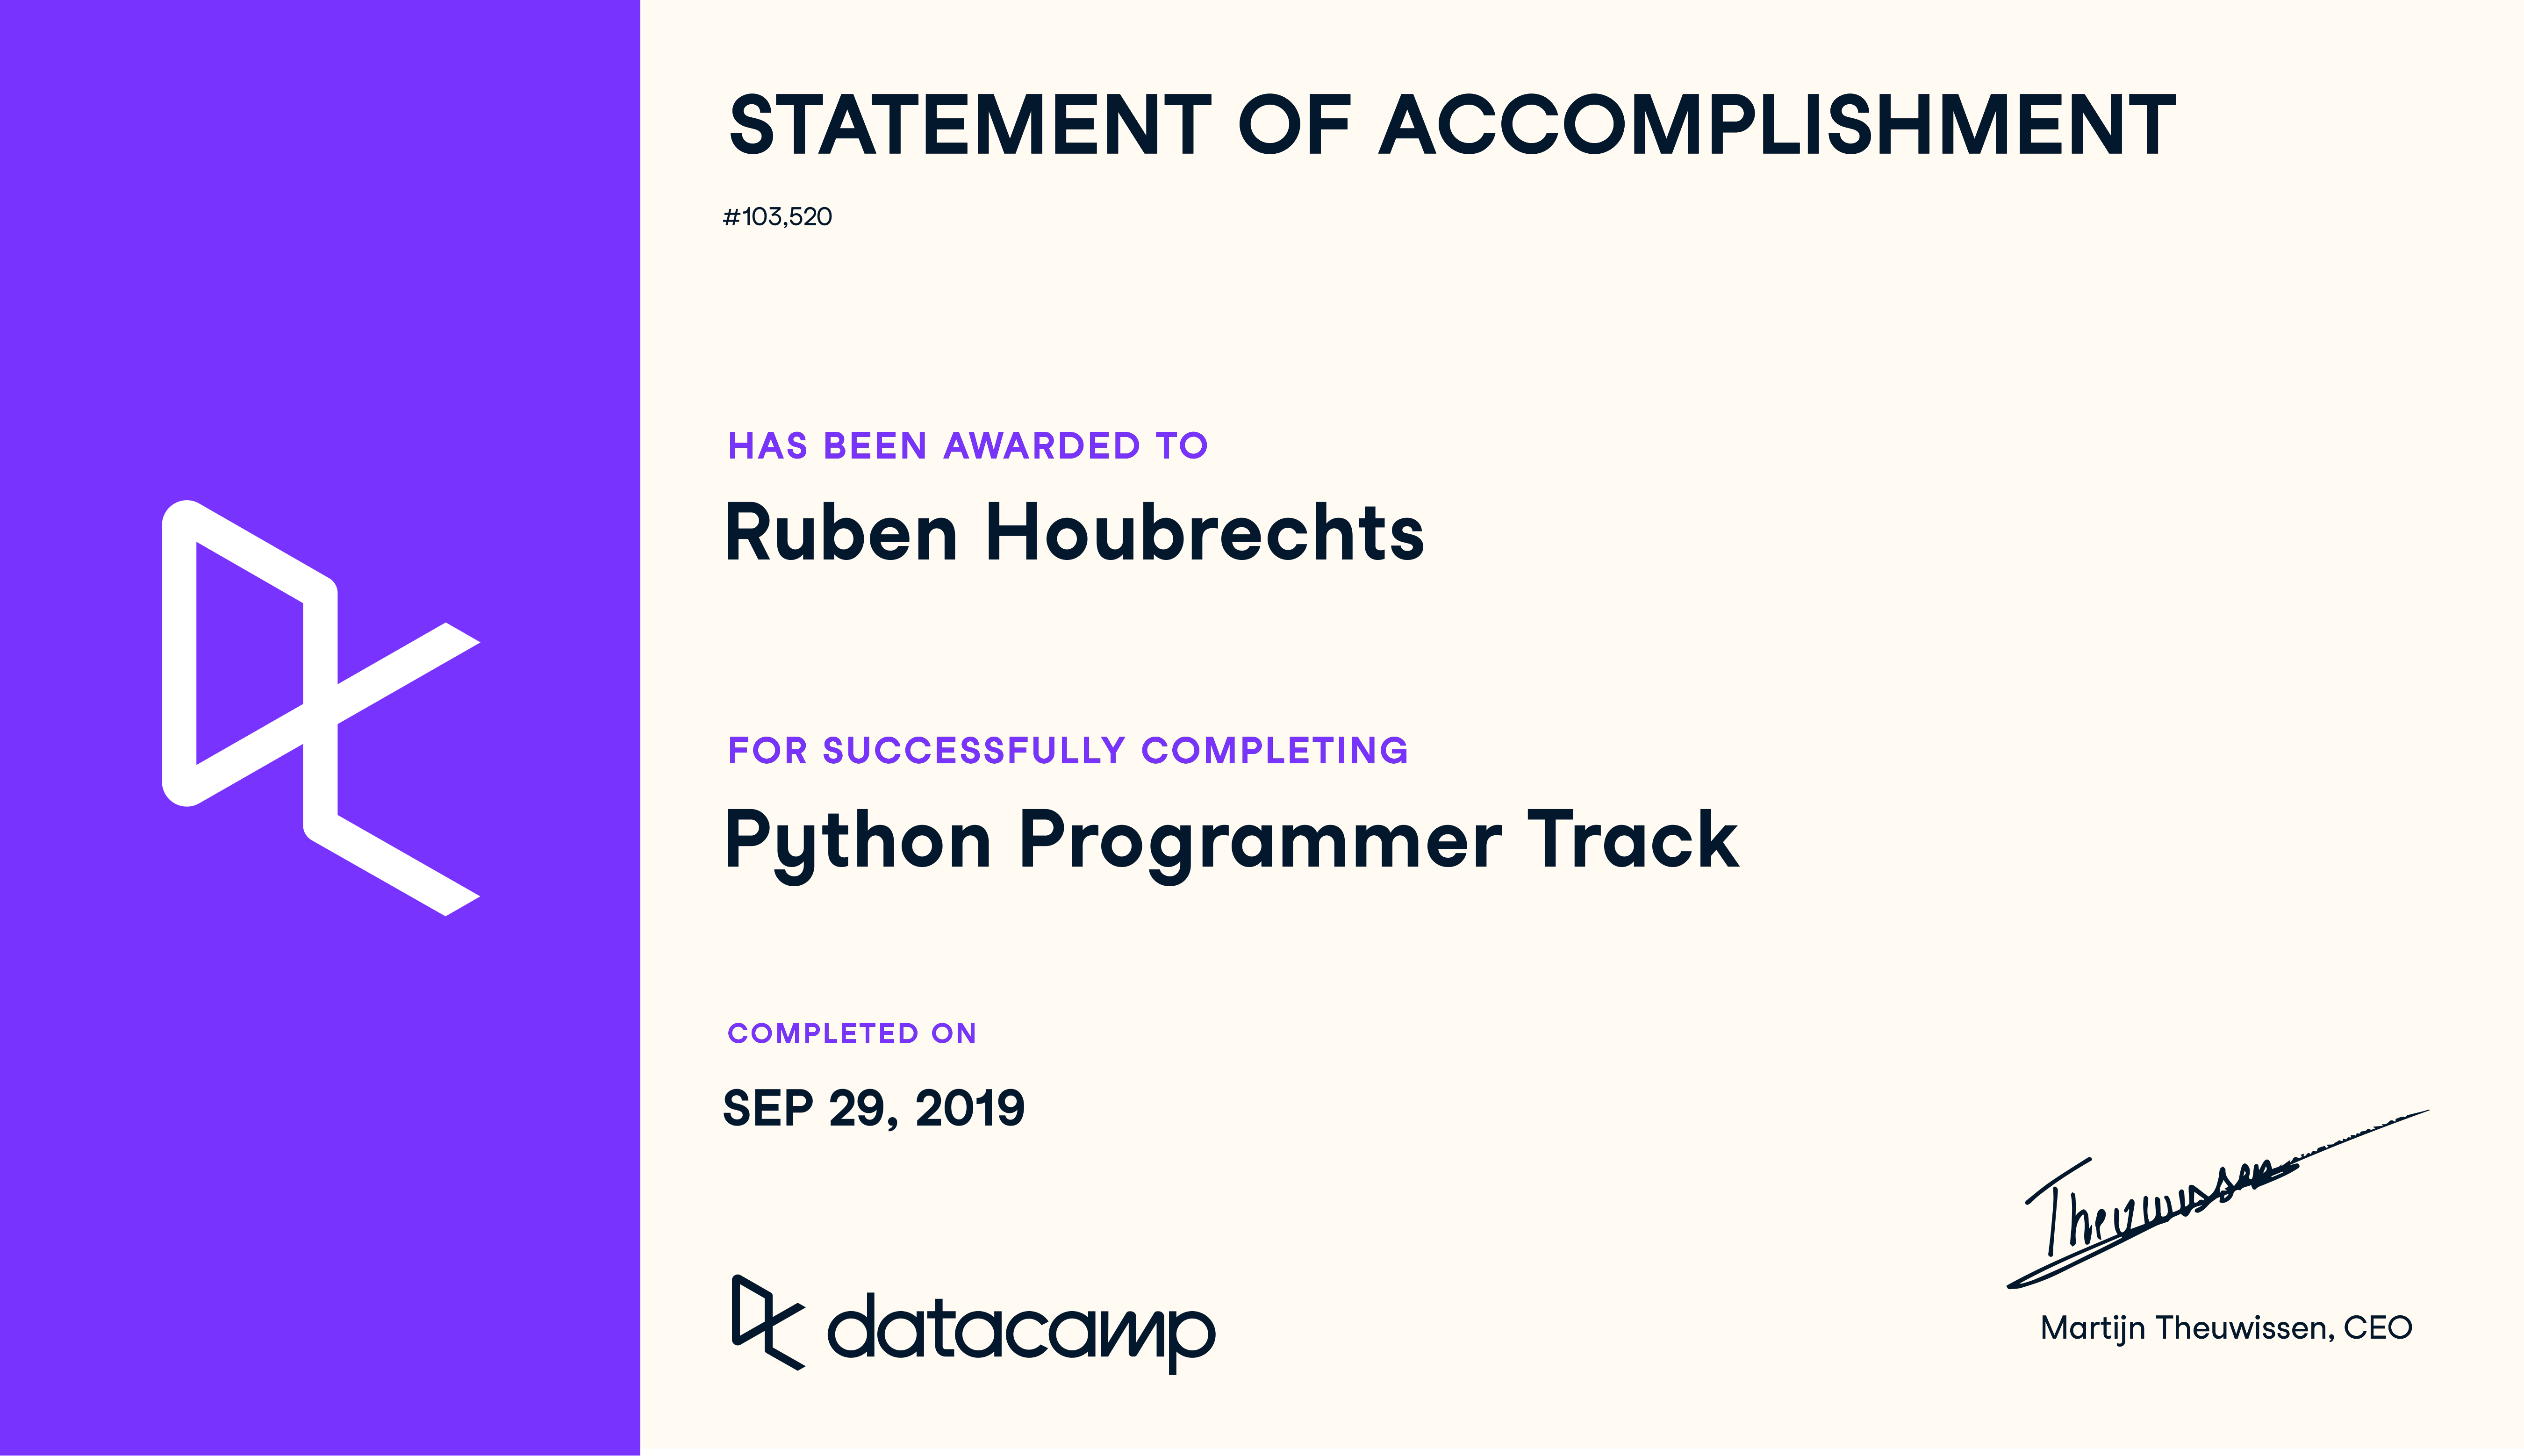 STATEMENT OF ACCOMPLISHMENT
#103,520
HAS BEEN AWARDED TO
Ruben Houbrechts
FOR SUCCESSFULLY COMPLETING
Python Programmer Track
COMPLETED ON
SEP 29, 2019
Theuwissen
datacamp
Martijn Theuwissen, CEO